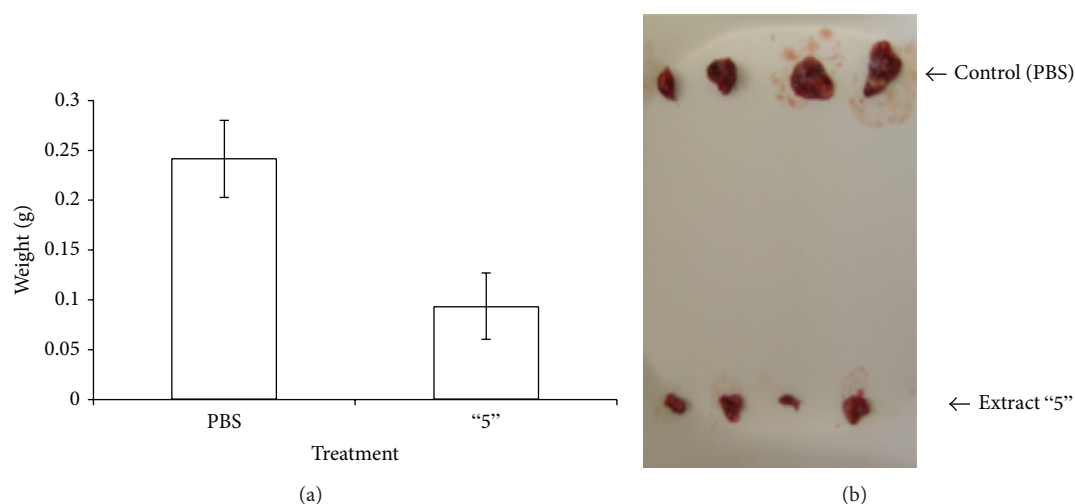 0.3
0.25
0.2
0.15
0.1
0.05
0
Weight (g)
PBS
“5”
Treatment
(a)
← Control (PBS)
← Extract “5”
(b)